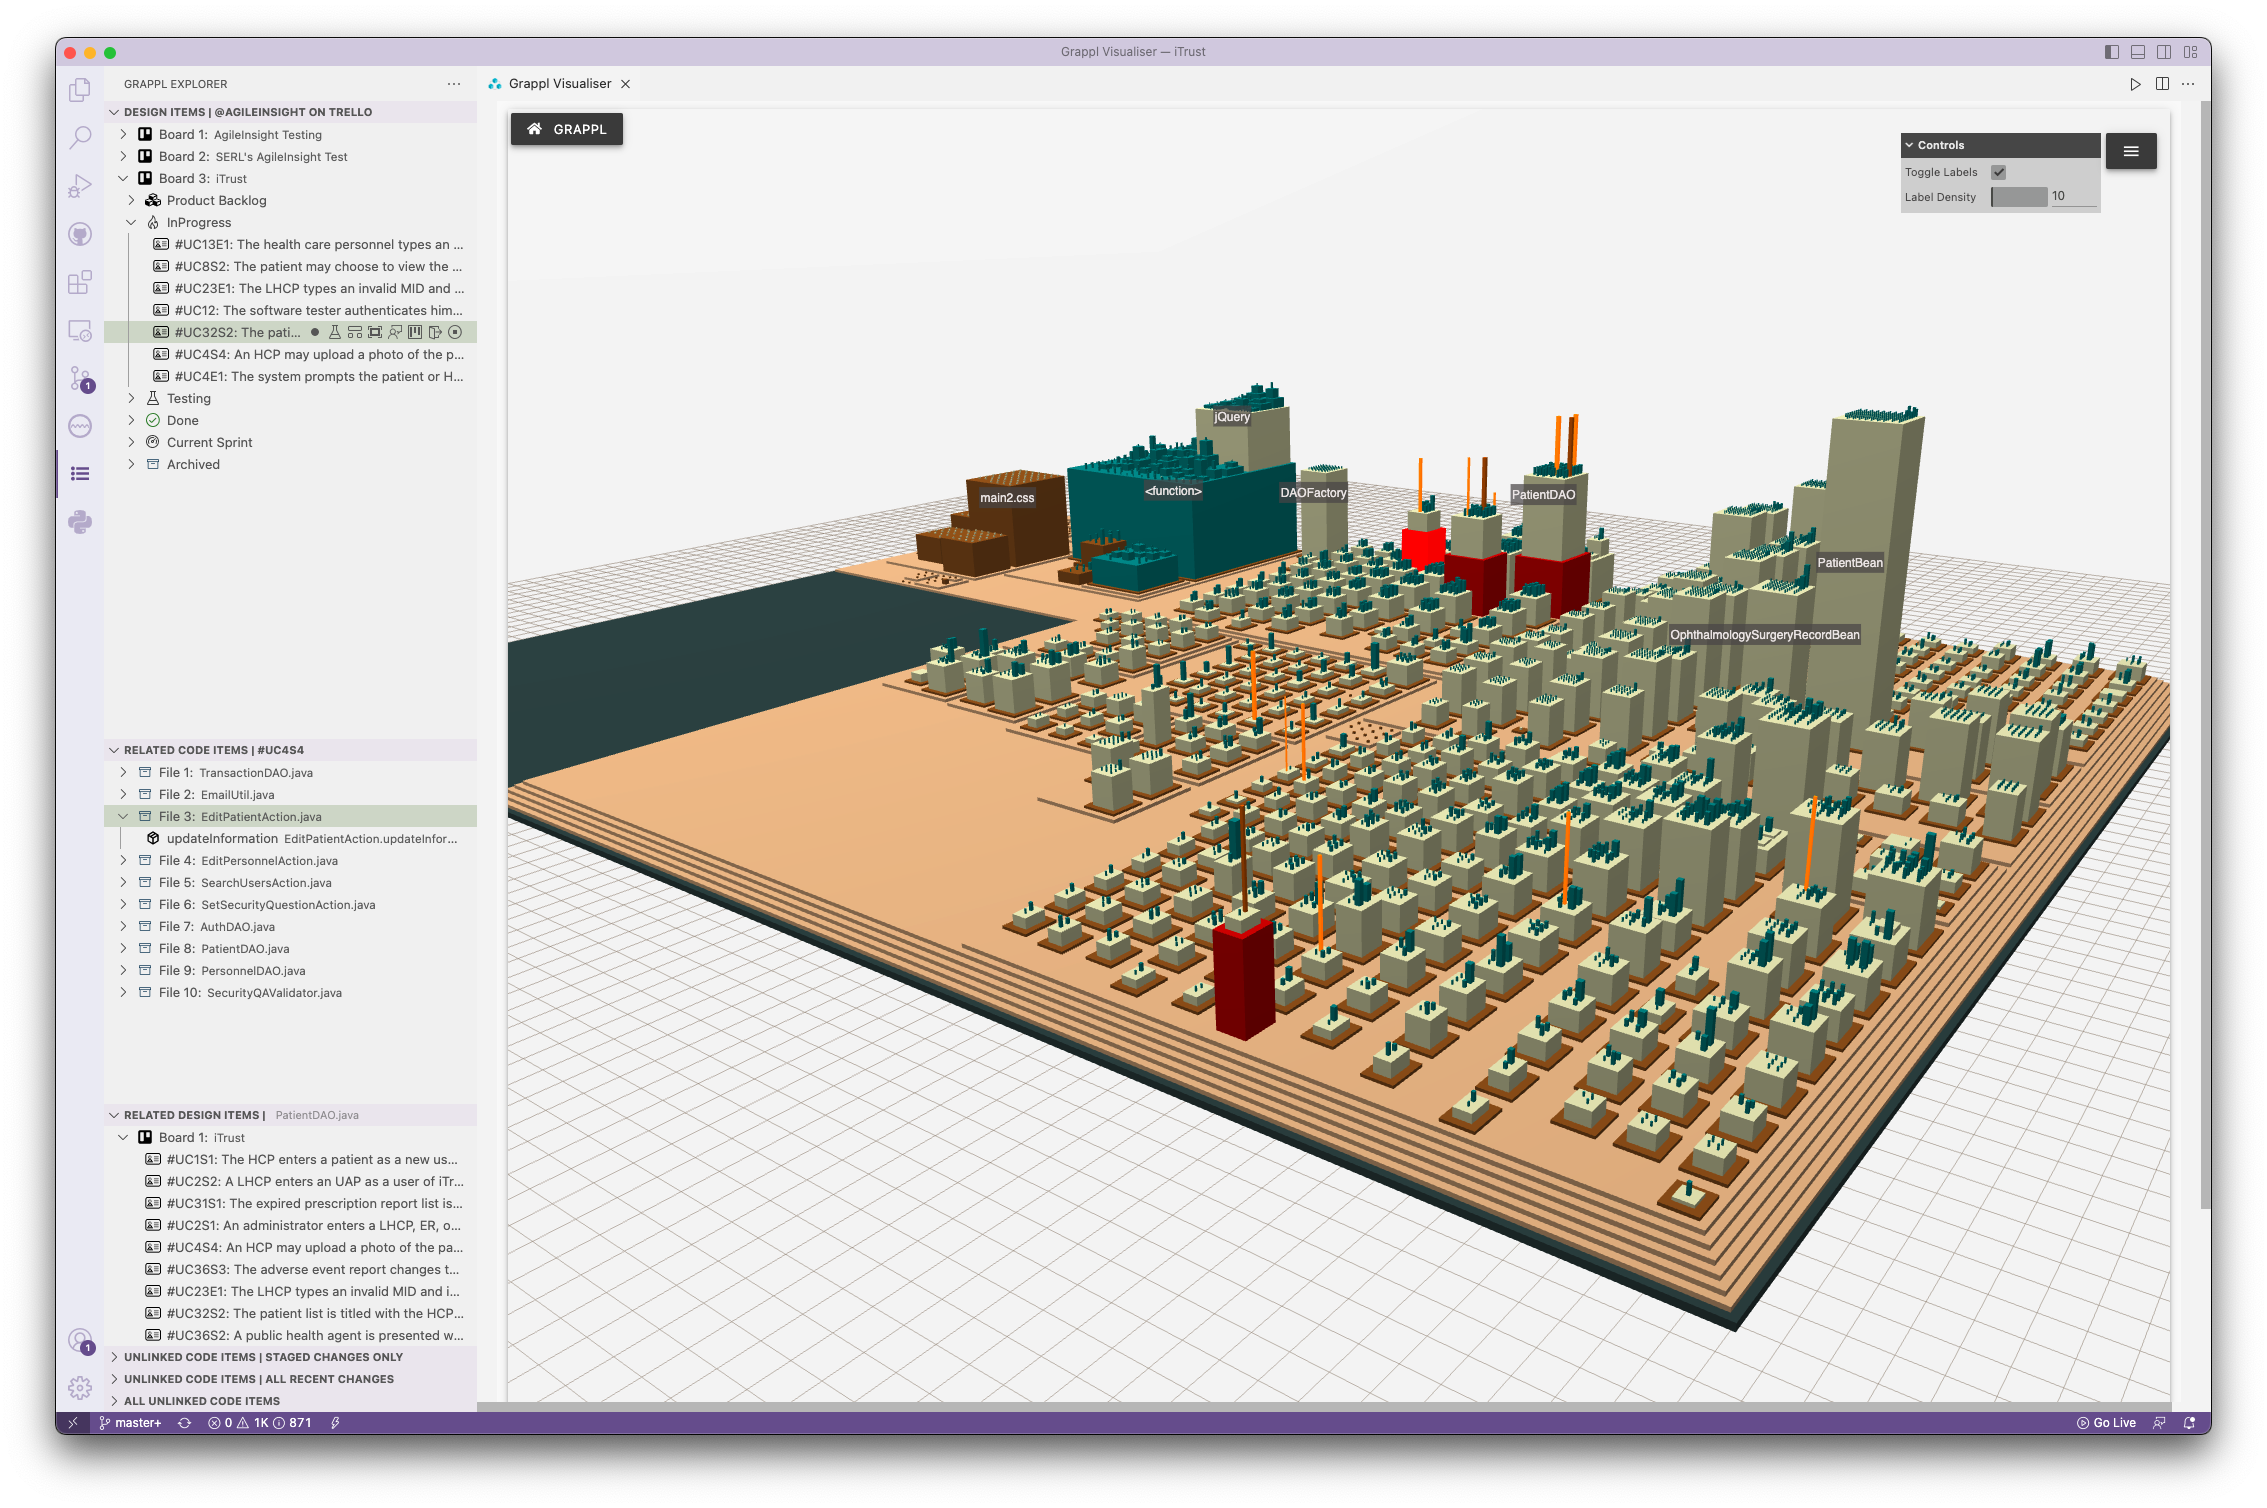 Grappl Visualiser — iTrust
GRAPPL EXPLORER
Grappl Visualiser
DESIGN ITEMS | @AGILEINSIGHT ON TRELLO
Board 1: AgileInsight Testing
Board 2: SERL's AgileInsight Test
Board 3: iTrust
Product Backlog
InProgress
#UC13E1: The health care personnel types an ...
#UC8S2: The patient may choose to view the ...
#UC23E1: The LHCP types an invalid MID and ...
#UC12: The software tester authenticates him...
#UC32S2: The pati...
#UC4S4: An HCP may upload a photo of the p...
#UC4E1: The system prompts the patient or H...
Testing
Done
Current Sprint
Archived
RELATED CODE ITEMS | #UC4S4
File 1: TransactionDAO.java
File 2: EmailUtil.java
File 3: EditPatientAction.java
updateInformation EditPatientAction.updateInfor...
File 4: EditPersonnelAction.java
File 5: SearchUsersAction.java
File 6: SetSecurityQuestionAction.java
File 7: AuthDAO.java
File 8: PatientDAO.java
File 9: PersonnelDAO.java
File 10: SecurityQAValidator.java
RELATED DESIGN ITEMS | PatientDAO.java
Board 1: iTrust
#UC1S1: The HCP enters a patient as a new us...
#UC2S2: A LHCP enters an UAP as a user of iTr...
#UC31S1: The expired prescription report list is...
#UC2S1: An administrator enters a LHCP, ER, o...
#UC4S4: An HCP may upload a photo of the pa...
#UC36S3: The adverse event report changes t...
#UC23E1: The LHCP types an invalid MID and i...
#UC32S2: The patient list is titled with the HCP...
#UC36S2: A public health agent is presented w...
UNLINKED CODE ITEMS | STAGED CHANGES ONLY
UNLINKED CODE ITEMS | ALL RECENT CHANGES
ALL UNLINKED CODE ITEMS
1
1
GRAPPL
Controls
Toggle Labels
Label Density 10
jQuery
main2.css
<function>
DAOFactory
PatientDAO
PatientBean
OphthalmologySurgeryRecordBean
master+ 0 1K 871
Go Live